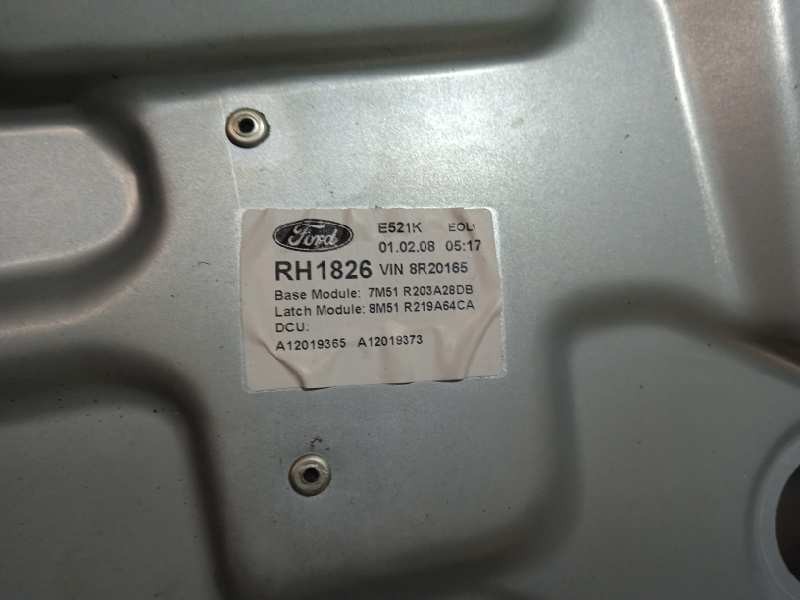 Ford
E521K EOL
01.02.08 05:17
RH1826 VIN 8R20165
Base Module: 7M51 R203A28DB
Latch Module: 8M51 R219A64CA
DCU:
A12019365 A12019373